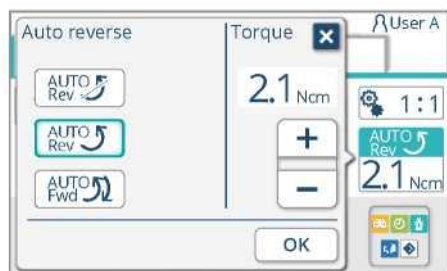 Auto reverse
Torque
User A
AUTO
Rev
2.1 Ncm
1:1
AUTO
Rev
+
AUTO
Rev
2.1 Ncm
AUTO
Fwd
−
OK